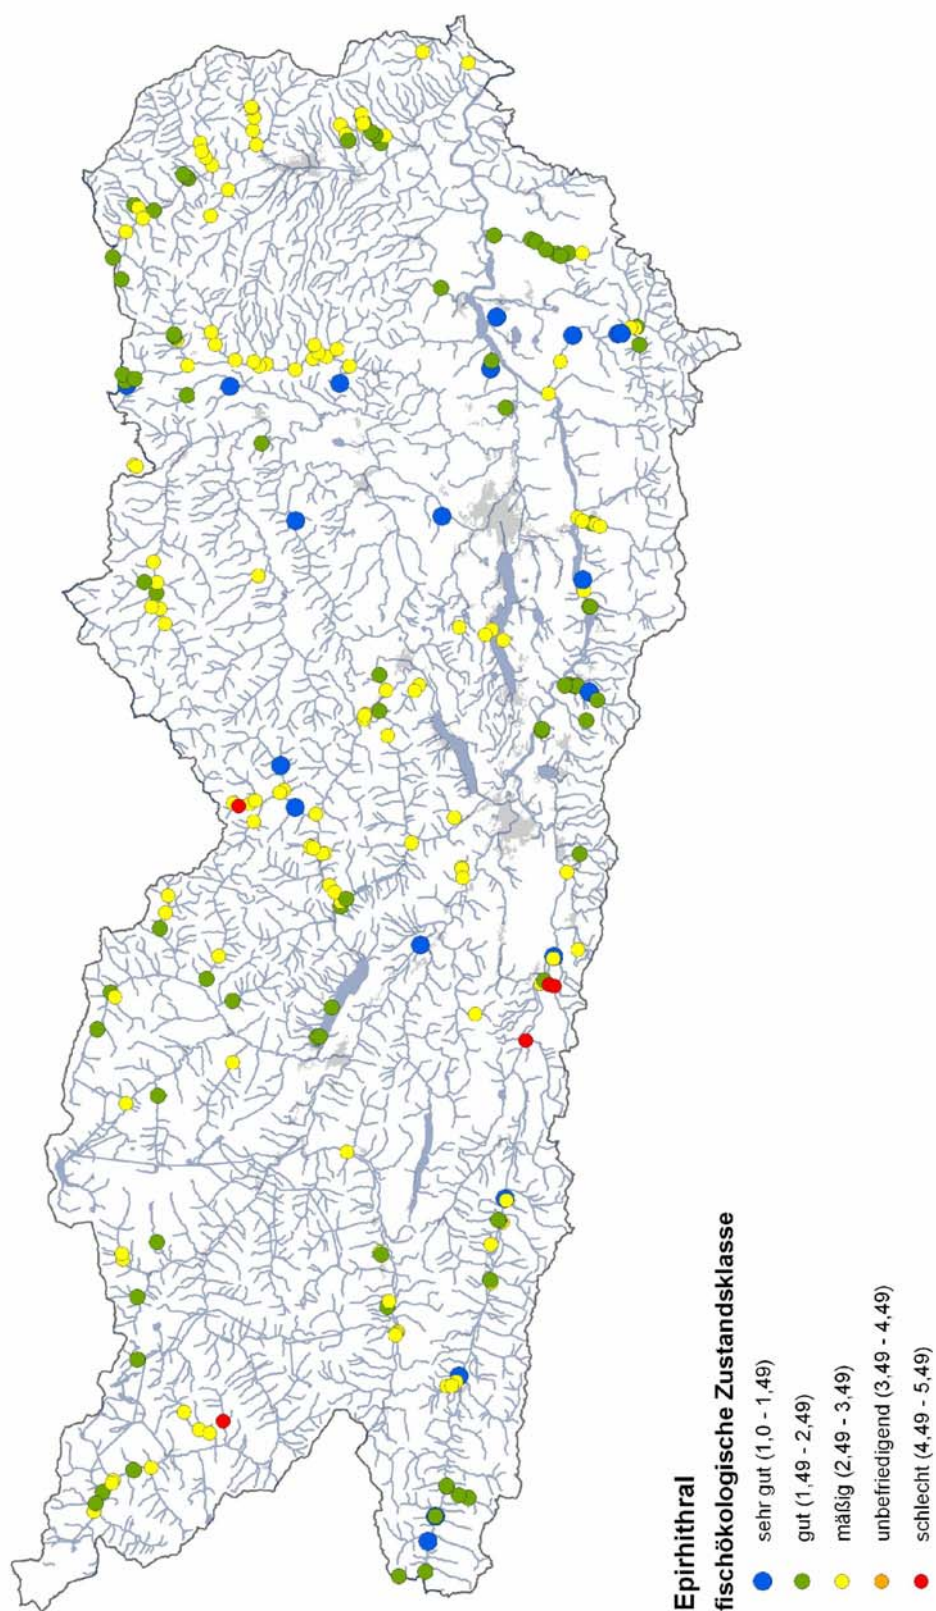 Epirhithral
fischökologische Zustandsklasse
sehr gut (1,0 - 1,49)
gut (1,49 - 2,49)
mäßig (2,49 - 3,49)
unbefriedigend (3,49 - 4,49)
schlecht (4,49 - 5,49)